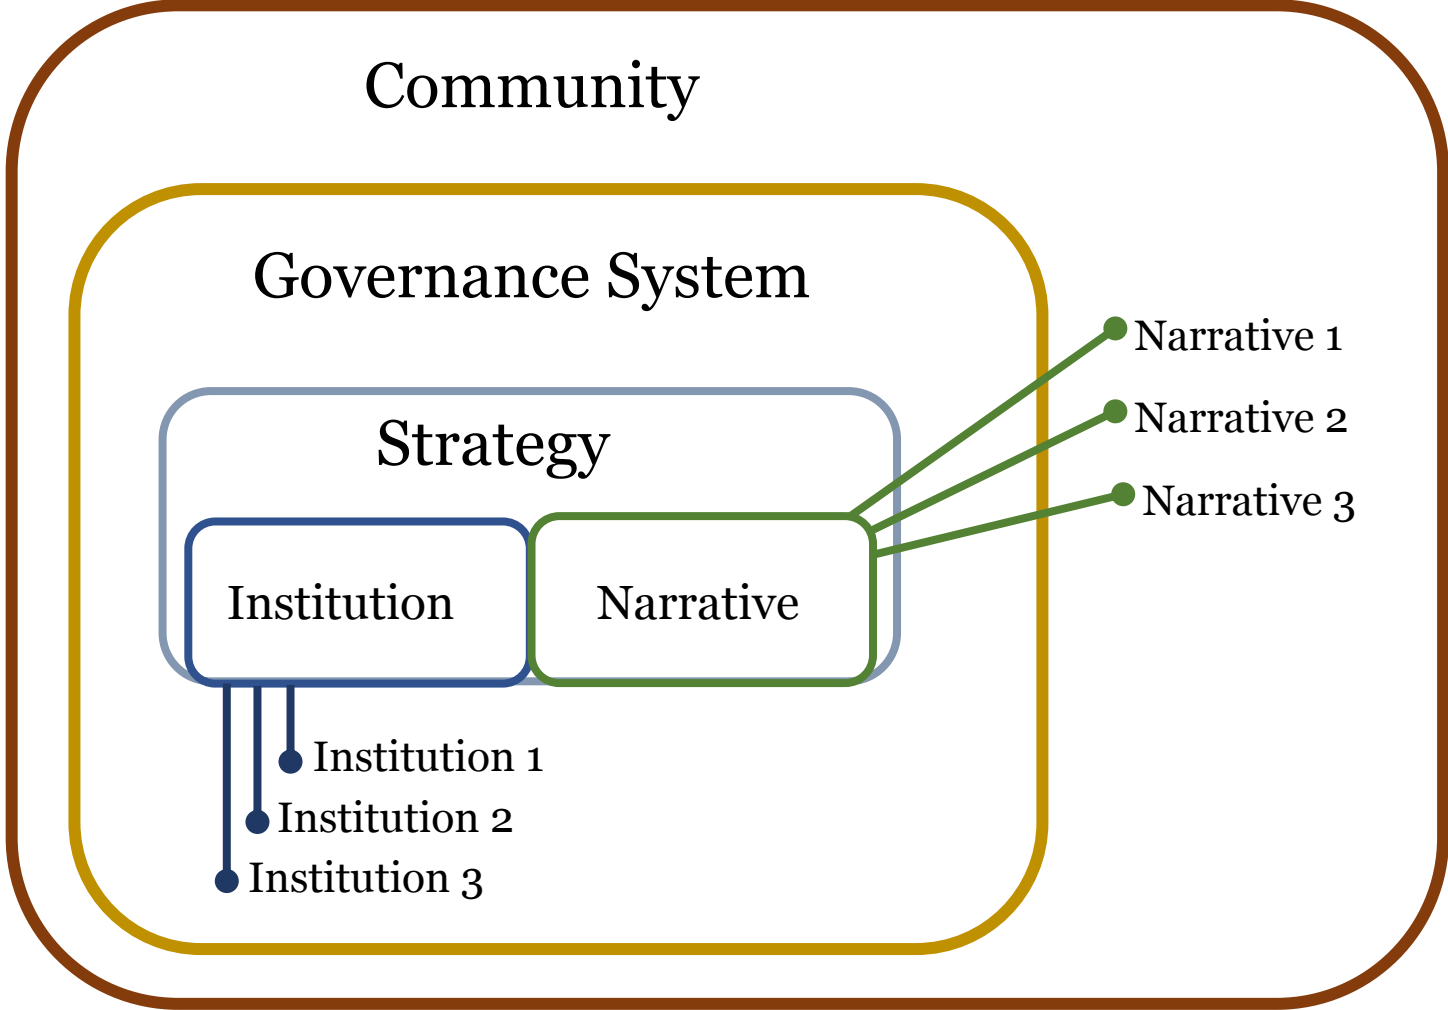 Community
Governance System
Narrative 1
Narrative 2
Strategy
Narrative 3
Institution
Narrative
Institution 1
Institution 2
Institution 3